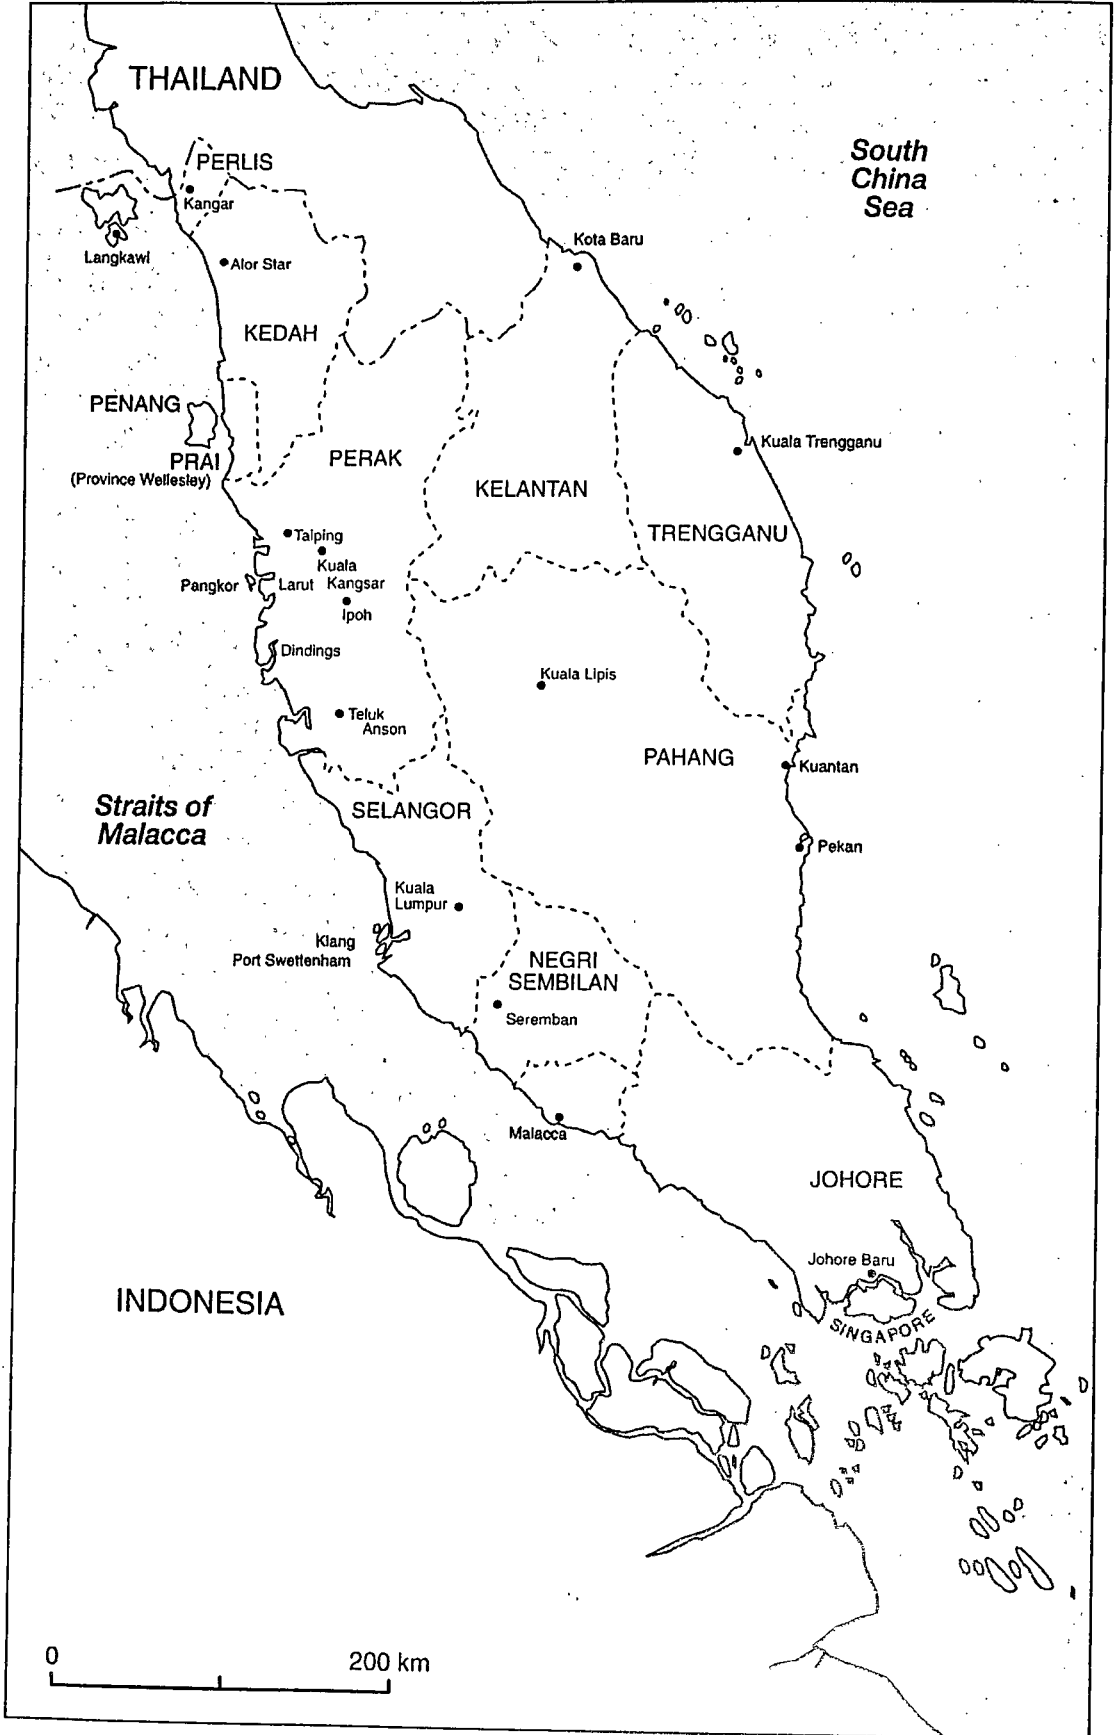 THAILAND
South
China
Sea
PERLIS
Kangar
Langkawi
Alor Star
Kota Baru
KEDAH
PENANG
PRAI
(Province Wellesley)
PERAK
KELANTAN
Kuala Trengganu
TRENGGANU
Taiping
Kuala
Kangsar
Pangkor
Larut
Ipoh
Dindings
Kuala Lipis
Teluk
Anson
PAHANG
Kuantan
Straits of
Malacca
SELANGOR
Pekan
Kuala
Lumpur
Klang
Port Swettenham
NEGRI
SEMBILAN
Seremban
Malacca
JOHORE
Johore Baru
SINGAPORE
INDONESIA
0
200 km